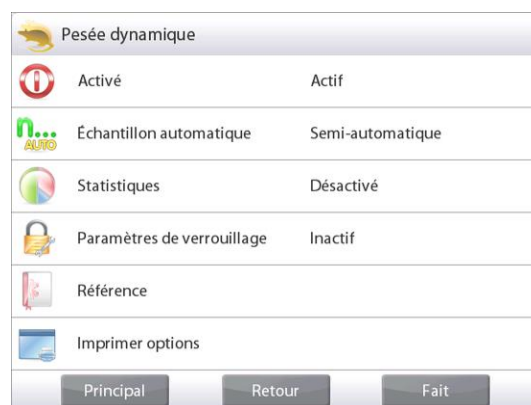 Pesée dynamique
Activé Actif
n... AUTO Échantillon automatique Semi-automatique
Statistiques Désactivé
Paramètres de verrouillage Inactif
Référence
Imprimer options
Principal Retour Fait